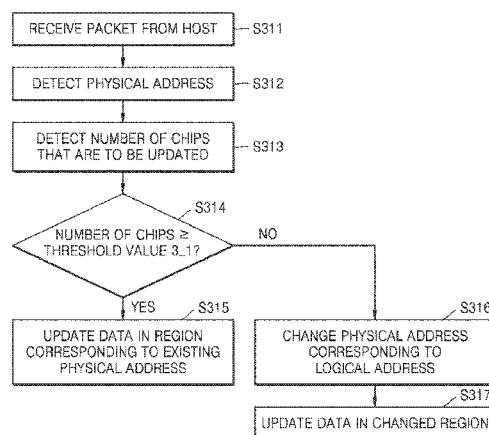 RECEIVE PACKET FROM HOST
S311
DETECT PHYSICAL ADDRESS
S312
DETECT NUMBER OF CHIPS
THAT ARE TO BE UPDATED
S313
S314
NUMBER OF CHIPS ≥
THRESHOLD VALUE 3_1?
NO
YES
S315
UPDATE DATA IN REGION
CORRESPONDING TO EXISTING
PHYSICAL ADDRESS
S316
CHANGE PHYSICAL ADDRESS
CORRESPONDING TO
LOGICAL ADDRESS
S317
UPDATE DATA IN CHANGED REGION